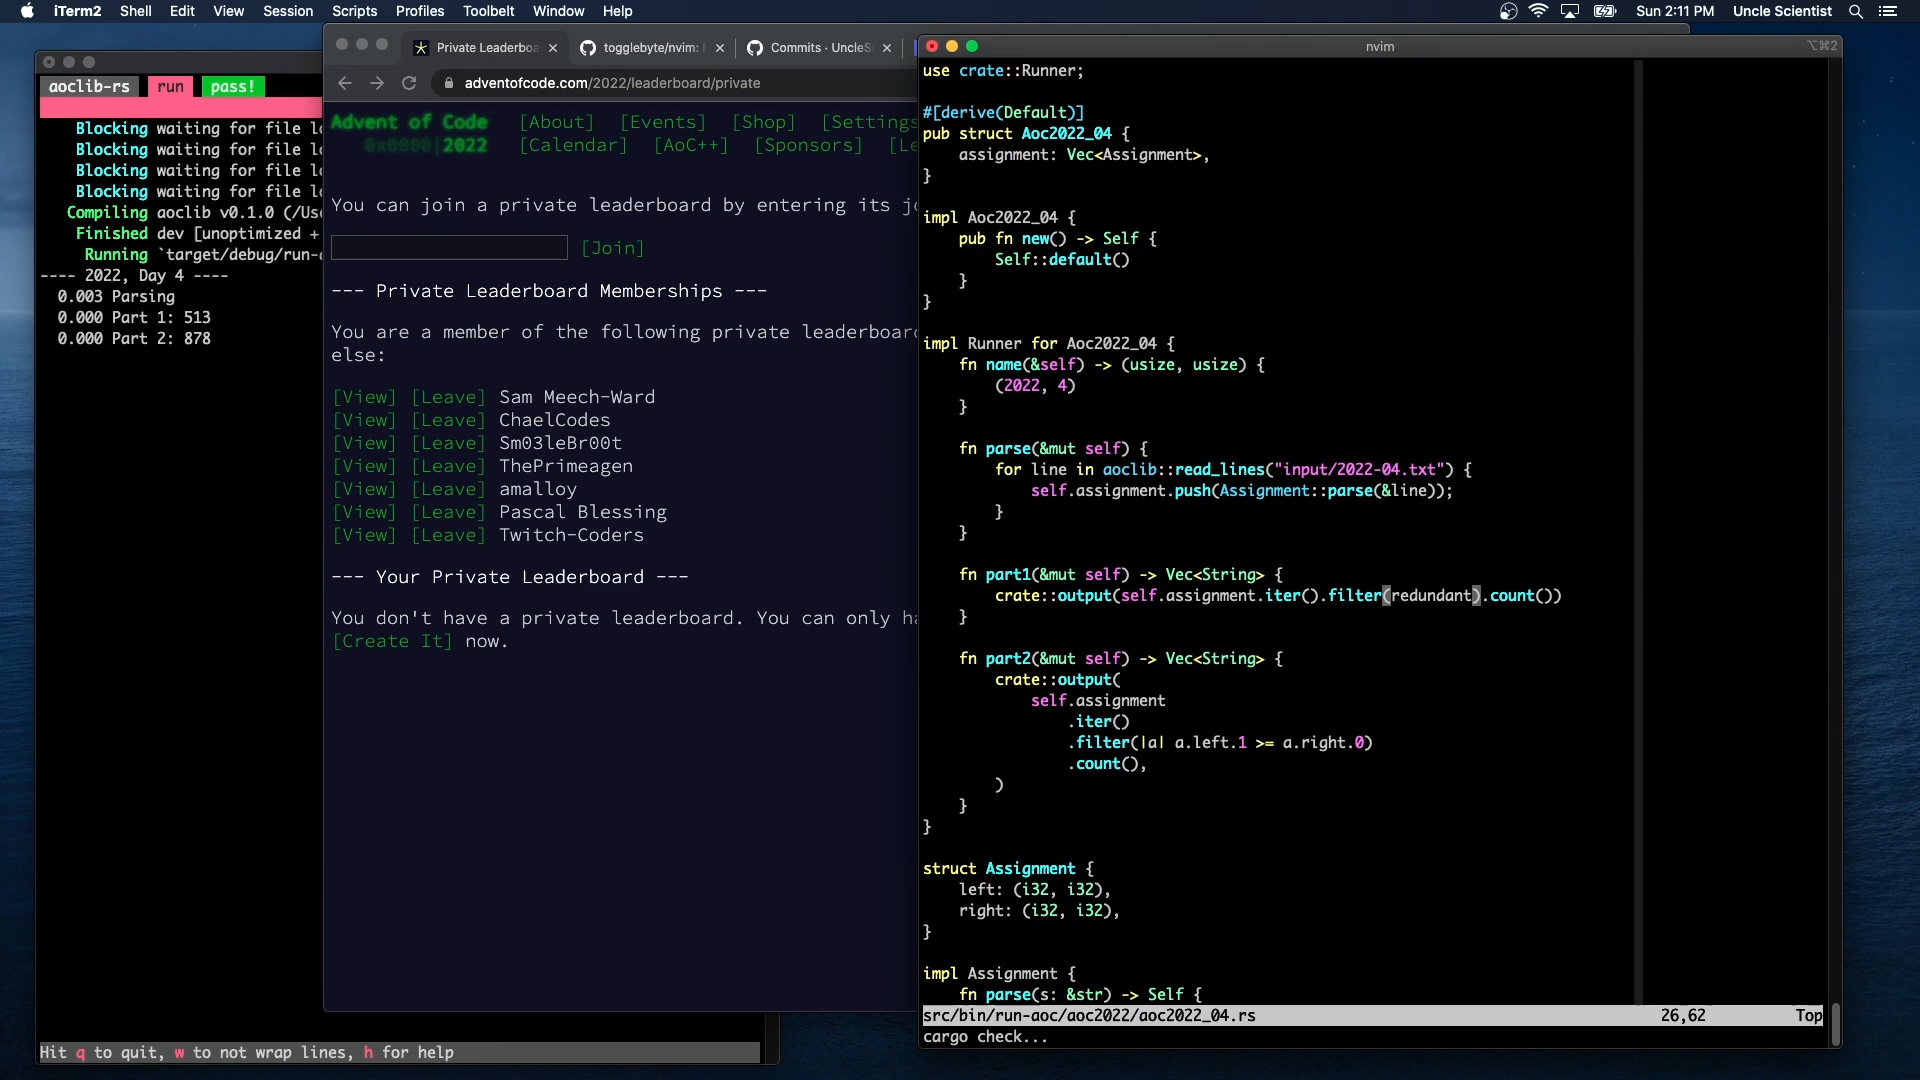 iTerm2 Shell Edit View Session Scripts Profiles Toolbelt Window Help Sun 2:11 PM Uncle Scientist
aoclib-rs run pass!
Blocking waiting for file lo
Blocking waiting for file lo
Blocking waiting for file lo
Blocking waiting for file lo
Compiling aoclib v0.1.0 (/Use
Finished dev [unoptimized +
Running `target/debug/run-a
---- 2022, Day 4 ----
0.003 Parsing
0.000 Part 1: 513
0.000 Part 2: 878
Hit q to quit, w to not wrap lines, h for help
Private Leaderboa togglebyte/nvim: Commits · UncleS
adventofcode.com/2022/leaderboard/private
Advent of Code [About] [Events] [Shop] [Settings
0x0000|2022 [Calendar] [AoC++] [Sponsors] [Le
You can join a private leaderboard by entering its jo
[Join]
--- Private Leaderboard Memberships ---
You are a member of the following private leaderboard
else:
[View] [Leave] Sam Meech-Ward
[View] [Leave] ChaelCodes
[View] [Leave] Sm03leBr00t
[View] [Leave] ThePrimeagen
[View] [Leave] amalloy
[View] [Leave] Pascal Blessing
[View] [Leave] Twitch-Coders
--- Your Private Leaderboard ---
You don't have a private leaderboard. You can only ha
[Create It] now.
nvim ⌥⌘2
use crate::Runner;
#[derive(Default)]
pub struct Aoc2022_04 {
assignment: Vec<Assignment>,
}
impl Aoc2022_04 {
pub fn new() -> Self {
Self::default()
}
}
impl Runner for Aoc2022_04 {
fn name(&self) -> (usize, usize) {
(2022, 4)
}
fn parse(&mut self) {
for line in aoclib::read_lines("input/2022-04.txt") {
self.assignment.push(Assignment::parse(&line));
}
}
fn part1(&mut self) -> Vec<String> {
crate::output(self.assignment.iter().filter(redundant).count())
}
fn part2(&mut self) -> Vec<String> {
crate::output(
self.assignment
.iter()
.filter(|a| a.left.1 >= a.right.0)
.count(),
)
}
}
struct Assignment {
left: (i32, i32),
right: (i32, i32),
}
impl Assignment {
fn parse(s: &str) -> Self {
src/bin/run-aoc/aoc2022/aoc2022_04.rs 26,62 Top
cargo check...